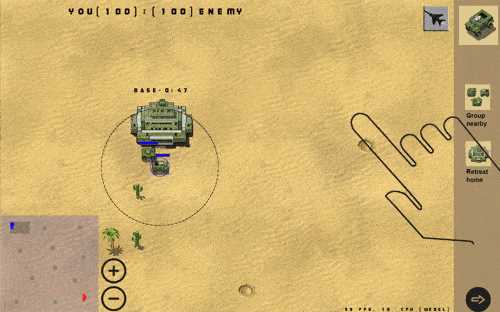 YOU(100):(100)ENEMY
BASE-0:47
Group
nearby
Retreat
home